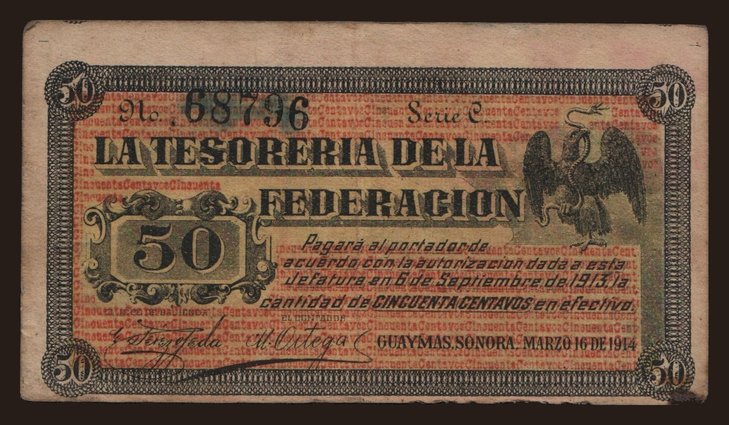 50 50
No. 68796 Serie C
LA TESORERIA DE LA
FEDERACION
50
Pagará al portador de
acuerdo con la autorización dada a esta
Jefatura en 6 de Septiembre de 1913, la
cantidad de CINCUENTA CENTAVOS en efectivo.
EL CONTADOR
M. Ortega
GUAYMAS, SONORA, MARZO 16 DE 1914
50 50